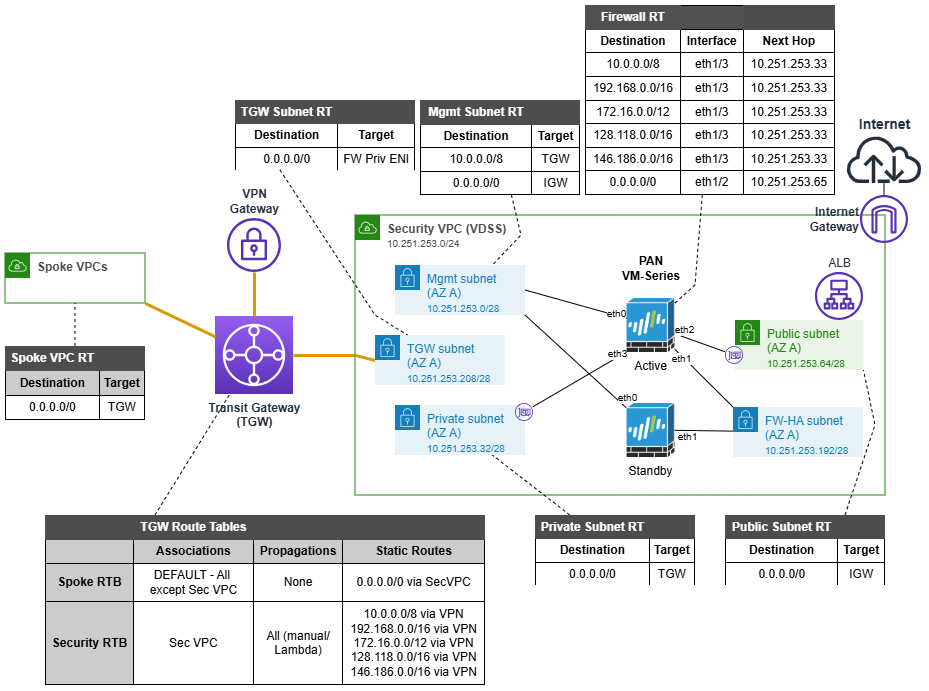 Firewall RT
Destination Interface Next Hop
10.0.0.0/8 eth1/3 10.251.253.33
192.168.0.0/16 eth1/3 10.251.253.33
172.16.0.0/12 eth1/3 10.251.253.33
128.118.0.0/16 eth1/3 10.251.253.33
146.186.0.0/16 eth1/3 10.251.253.33
0.0.0.0/0 eth1/2 10.251.253.65
TGW Subnet RT
Destination Target
0.0.0.0/0 FW Priv ENI
Mgmt Subnet RT
Destination Target
10.0.0.0/8 TGW
0.0.0.0/0 IGW
Internet
Internet
Gateway
VPN
Gateway
Security VPC (VDSS)
10.251.253.0/24
Spoke VPCs
PAN
VM-Series
ALB
Mgmt subnet
(AZ A)
10.251.253.0/28
eth0
eth2
eth3
eth1
Active
Public subnet
(AZ A)
10.251.253.64/28
TGW subnet
(AZ A)
10.251.253.208/28
Spoke VPC RT
Destination Target
0.0.0.0/0 TGW
Transit Gateway
(TGW)
Private subnet
(AZ A)
10.251.253.32/28
eth0
eth1
Standby
FW-HA subnet
(AZ A)
10.251.253.192/28
TGW Route Tables
Associations Propagations Static Routes
Spoke RTB
DEFAULT - All
except Sec VPC
None
0.0.0.0/0 via SecVPC
Security RTB
Sec VPC
All (manual/
Lambda)
10.0.0.0/8 via VPN
192.168.0.0/16 via VPN
172.16.0.0/12 via VPN
128.118.0.0/16 via VPN
146.186.0.0/16 via VPN
Private Subnet RT
Destination Target
0.0.0.0/0 TGW
Public Subnet RT
Destination Target
0.0.0.0/0 IGW